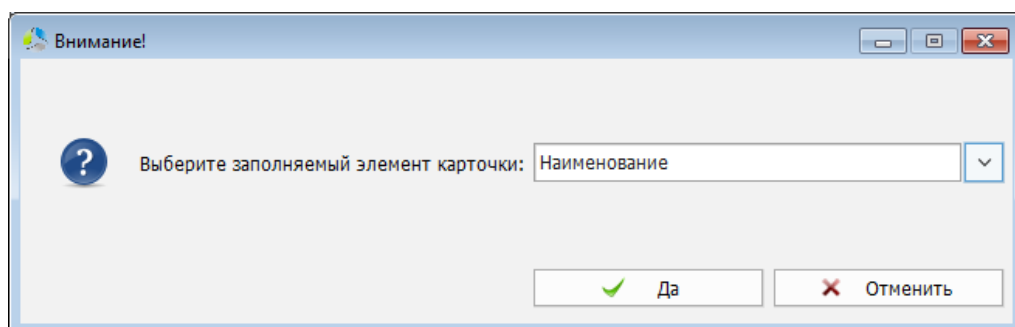 Внимание!
Выберите заполняемый элемент карточки: Наименование
Да Отменить